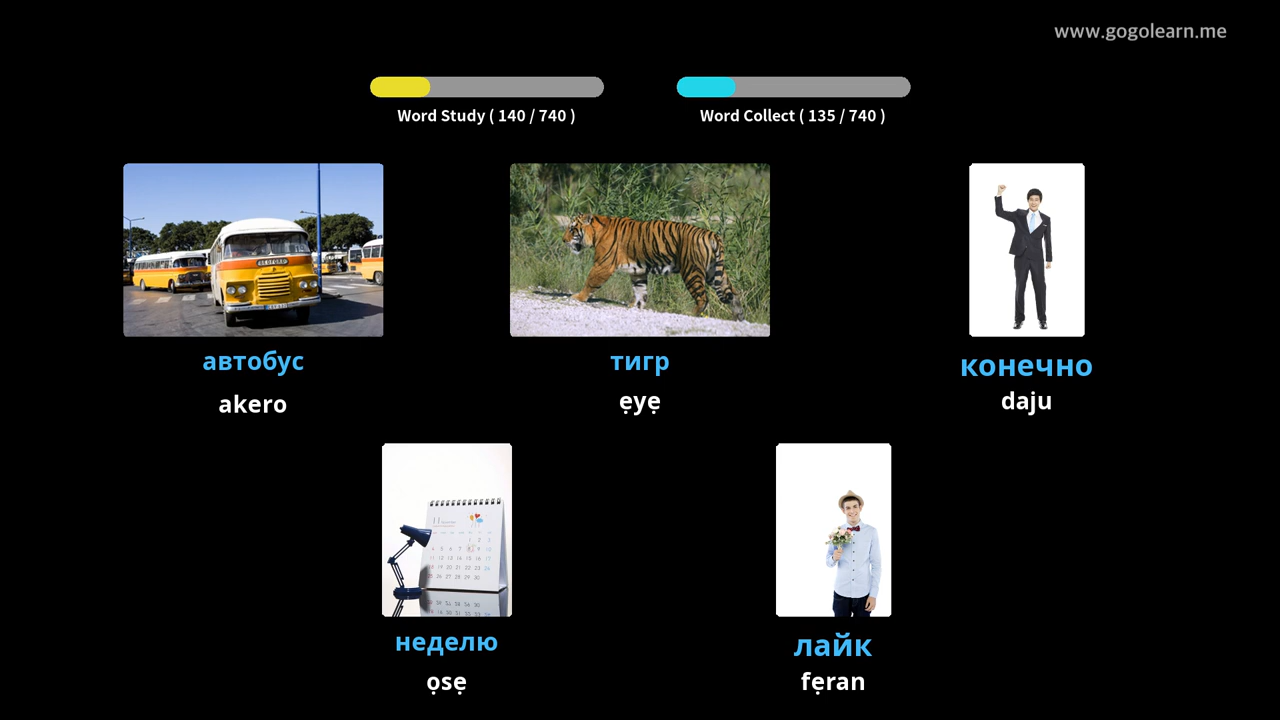 www.gogolearn.me
Word Study ( 140 / 740 )
Word Collect ( 135 / 740 )
BEDFORD
автобус
тигр
конечно
akero
ẹyẹ
daju
неделю
лайк
ọsẹ
fẹran